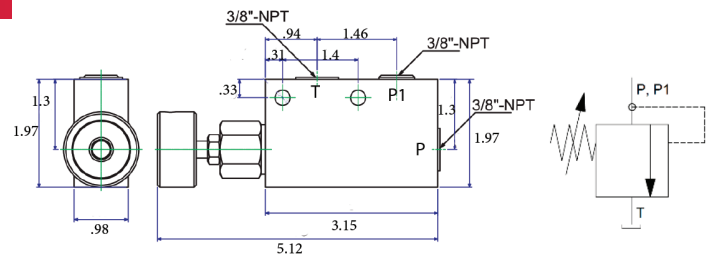 3/8"-NPT
.94
1.46
3/8"-NPT
.31
1.4
.33
T
P1
1.3
1.3
3/8"-NPT
1.97
P
1.97
.98
3.15
5.12
P, P1
T